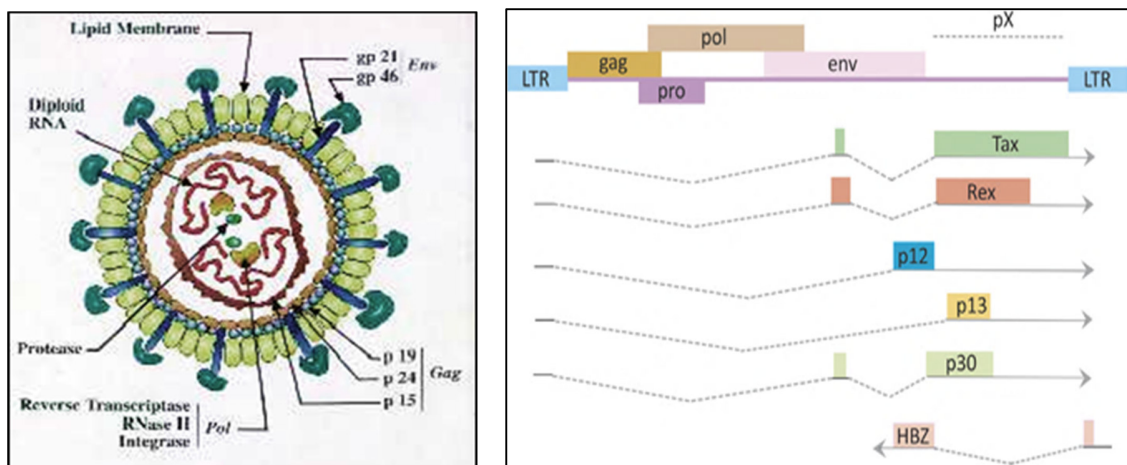 Lipid Membrane
gp 21
gp 46
Env
Diploid
RNA
Protease
p 19
p 24
p 15
Gag
Reverse Transcriptase
RNase II
Integrase
Pol
pX
pol
gag
env
LTR
LTR
pro
Tax
Rex
p12
p13
p30
HBZ